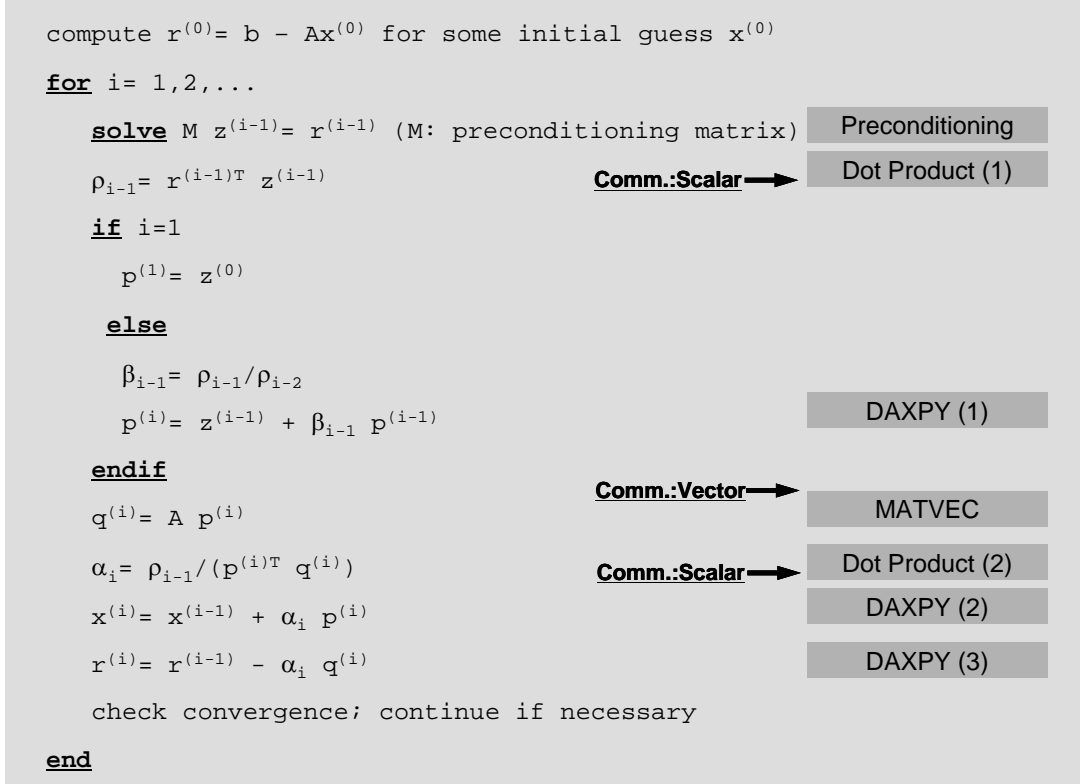 compute r⁽⁰⁾= b – Ax⁽⁰⁾ for some initial guess x⁽⁰⁾
for i= 1,2,...
solve M z⁽ⁱ⁻¹⁾= r⁽ⁱ⁻¹⁾ (M: preconditioning matrix) Preconditioning
ρᵢ₋₁= r⁽ⁱ⁻¹⁾ᵀ z⁽ⁱ⁻¹⁾ Comm.:Scalar Dot Product (1)
if i=1
p⁽¹⁾= z⁽⁰⁾
else
βᵢ₋₁= ρᵢ₋₁/ρᵢ₋₂
p⁽ⁱ⁾= z⁽ⁱ⁻¹⁾ + βᵢ₋₁ p⁽ⁱ⁻¹⁾ DAXPY (1)
endif
Comm.:Vector
q⁽ⁱ⁾= A p⁽ⁱ⁾ MATVEC
αᵢ= ρᵢ₋₁/(p⁽ⁱ⁾ᵀ q⁽ⁱ⁾) Comm.:Scalar Dot Product (2)
x⁽ⁱ⁾= x⁽ⁱ⁻¹⁾ + αᵢ p⁽ⁱ⁾ DAXPY (2)
r⁽ⁱ⁾= r⁽ⁱ⁻¹⁾ – αᵢ q⁽ⁱ⁾ DAXPY (3)
check convergence; continue if necessary
end